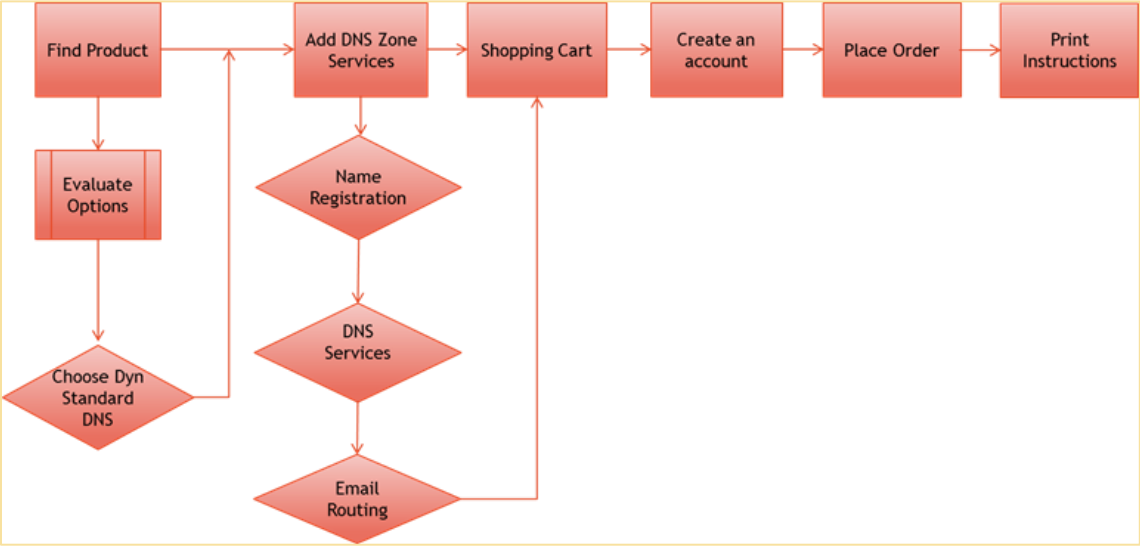 Find Product
Add DNS Zone
Services
Shopping Cart
Create an
account
Place Order
Print
Instructions
Evaluate
Options
Name
Registration
DNS
Services
Choose Dyn
Standard
DNS
Email
Routing